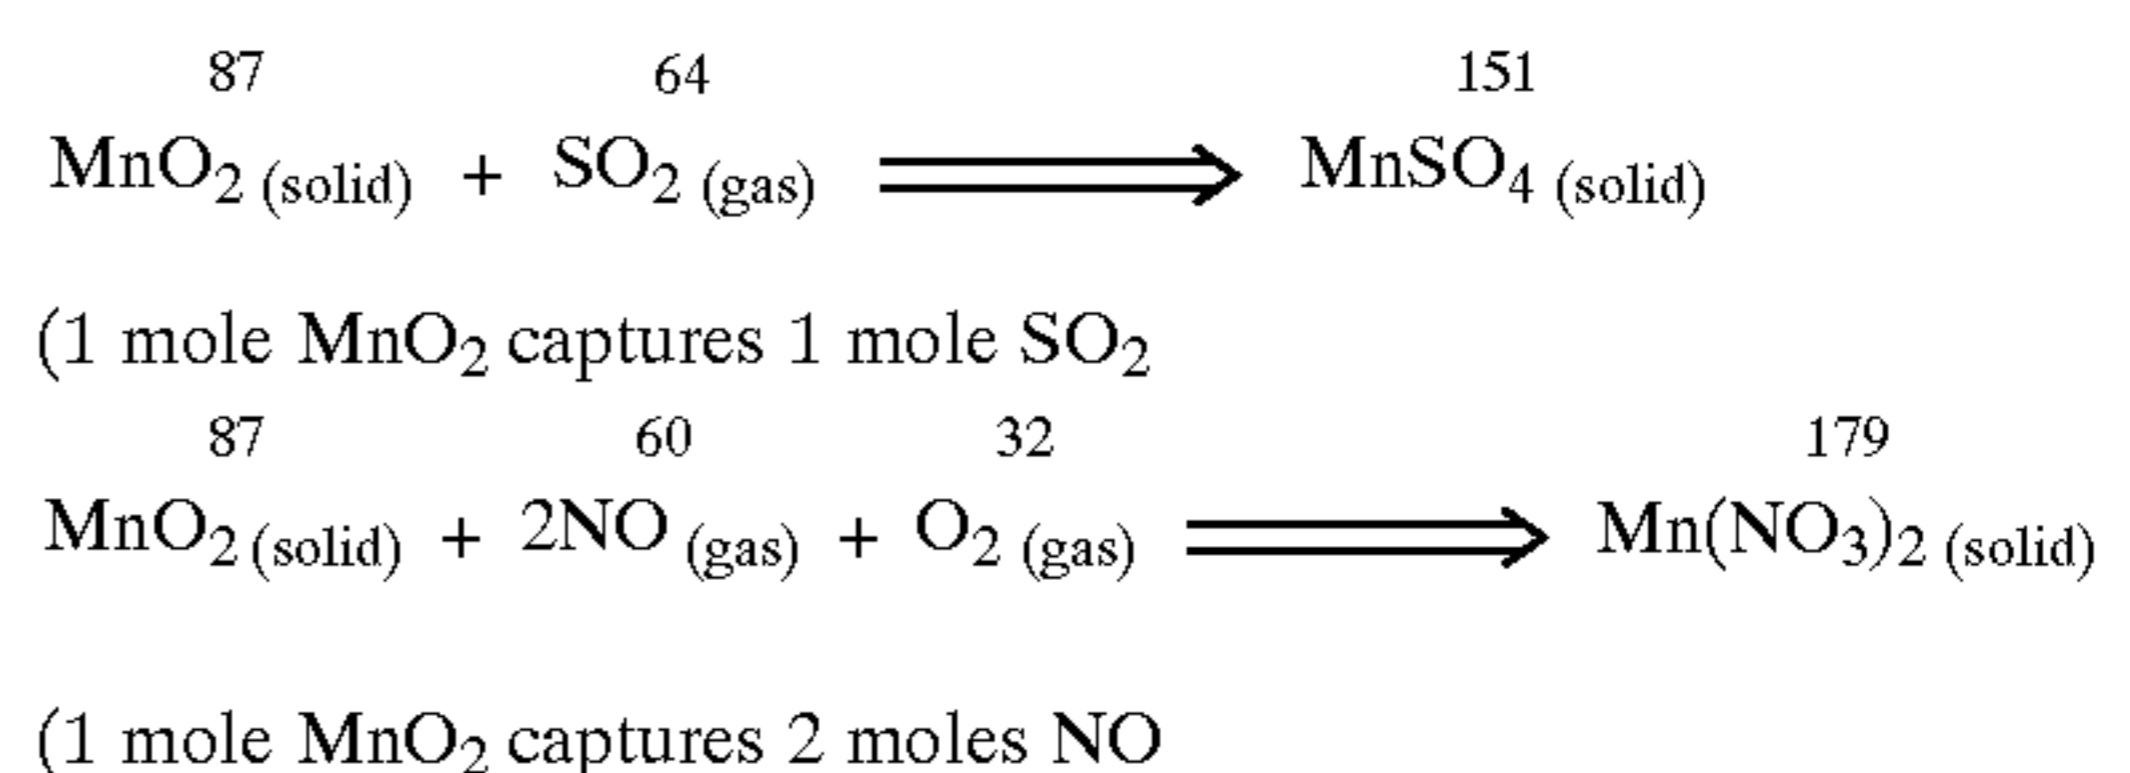 87 64 151
MnO2 (solid) + SO2 (gas) ⟹ MnSO4 (solid)
(1 mole MnO2 captures 1 mole SO2
87 60 32 179
MnO2 (solid) + 2NO (gas) + O2 (gas) ⟹ Mn(NO3)2 (solid)
(1 mole MnO2 captures 2 moles NO